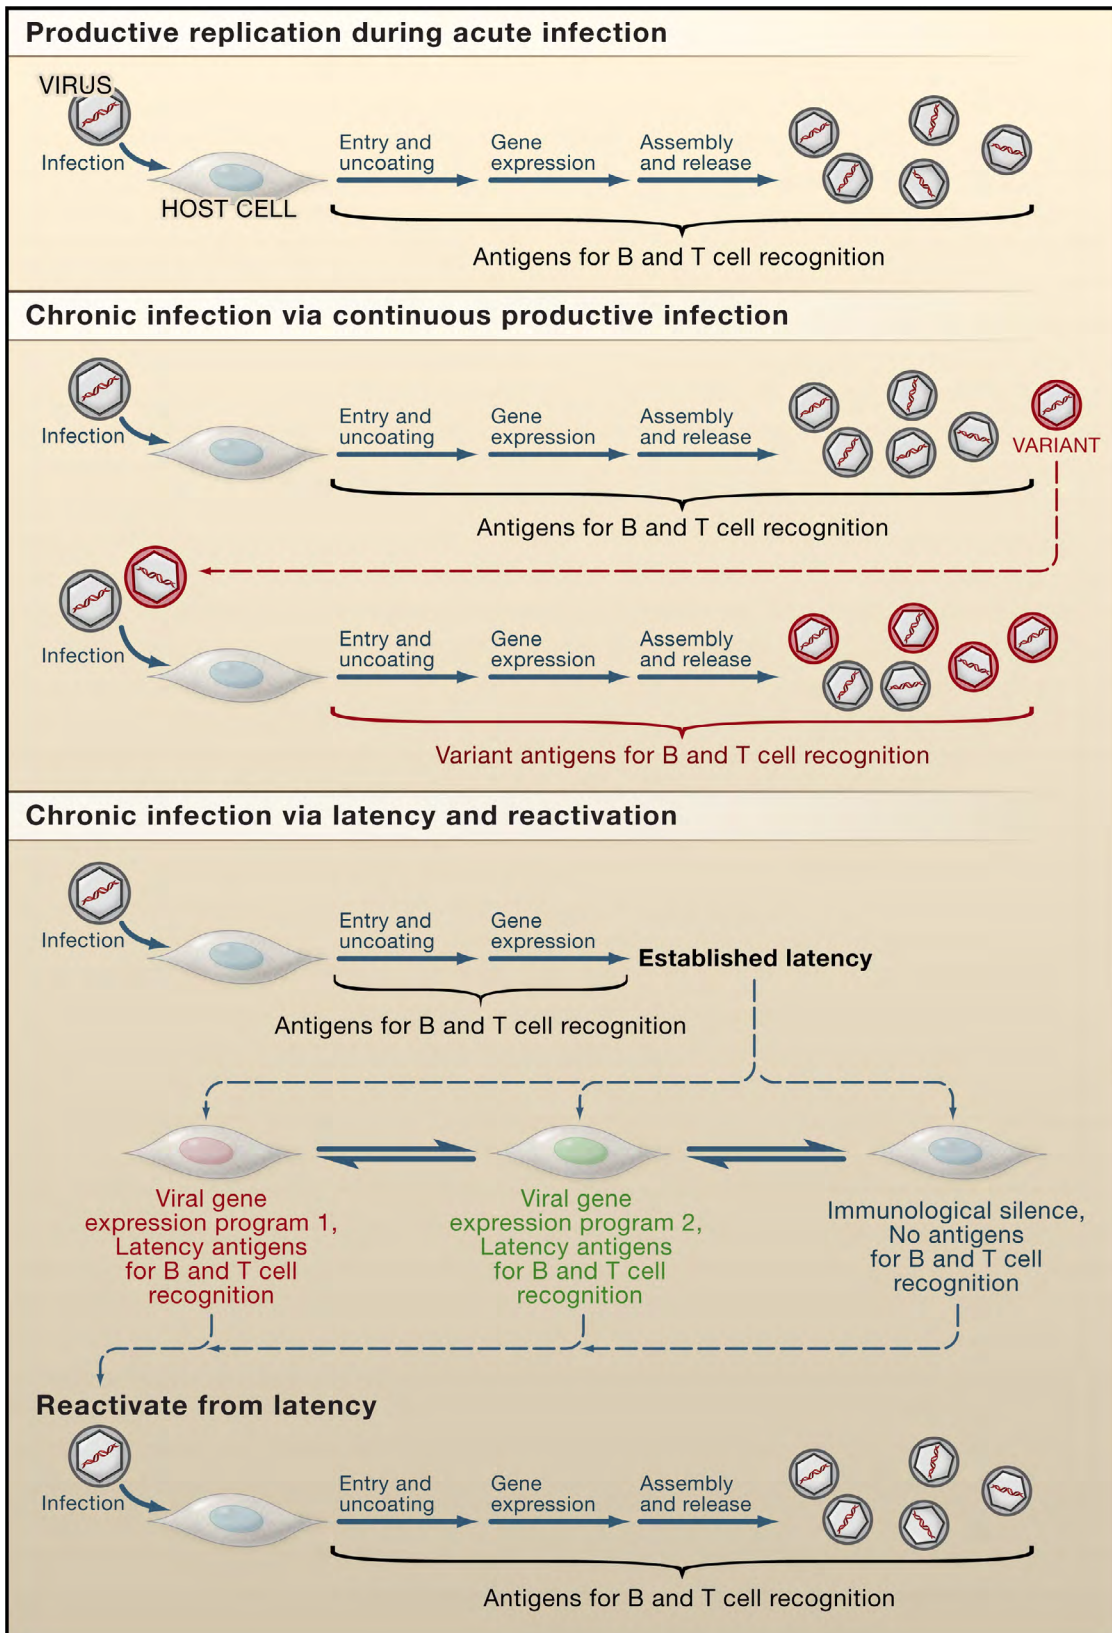 Productive replication during acute infection
VIRUS
Infection
HOST CELL
Entry and
uncoating
Gene
expression
Assembly
and release
Antigens for B and T cell recognition
Chronic infection via continuous productive infection
Infection
Entry and
uncoating
Gene
expression
Assembly
and release
VARIANT
Antigens for B and T cell recognition
Infection
Entry and
uncoating
Gene
expression
Assembly
and release
Variant antigens for B and T cell recognition
Chronic infection via latency and reactivation
Infection
Entry and
uncoating
Gene
expression
Established latency
Antigens for B and T cell recognition
Viral gene
expression program 1,
Latency antigens
for B and T cell
recognition
Viral gene
expression program 2,
Latency antigens
for B and T cell
recognition
Immunological silence,
No antigens
for B and T cell
recognition
Reactivate from latency
Infection
Entry and
uncoating
Gene
expression
Assembly
and release
Antigens for B and T cell recognition